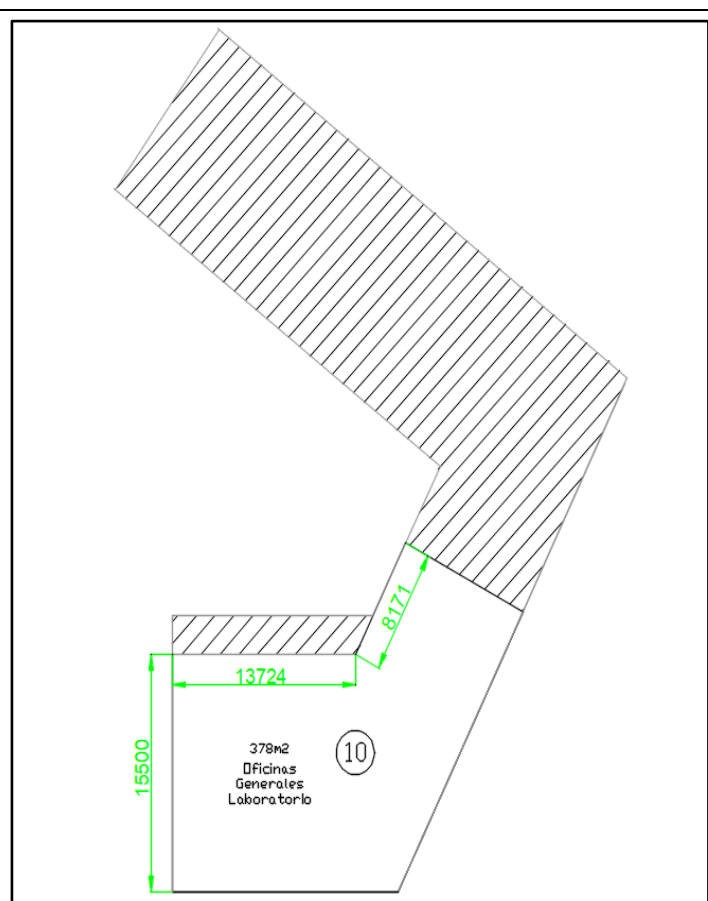 8171
13724
15500
378m2
10
Oficinas
Generales
Laboratorio